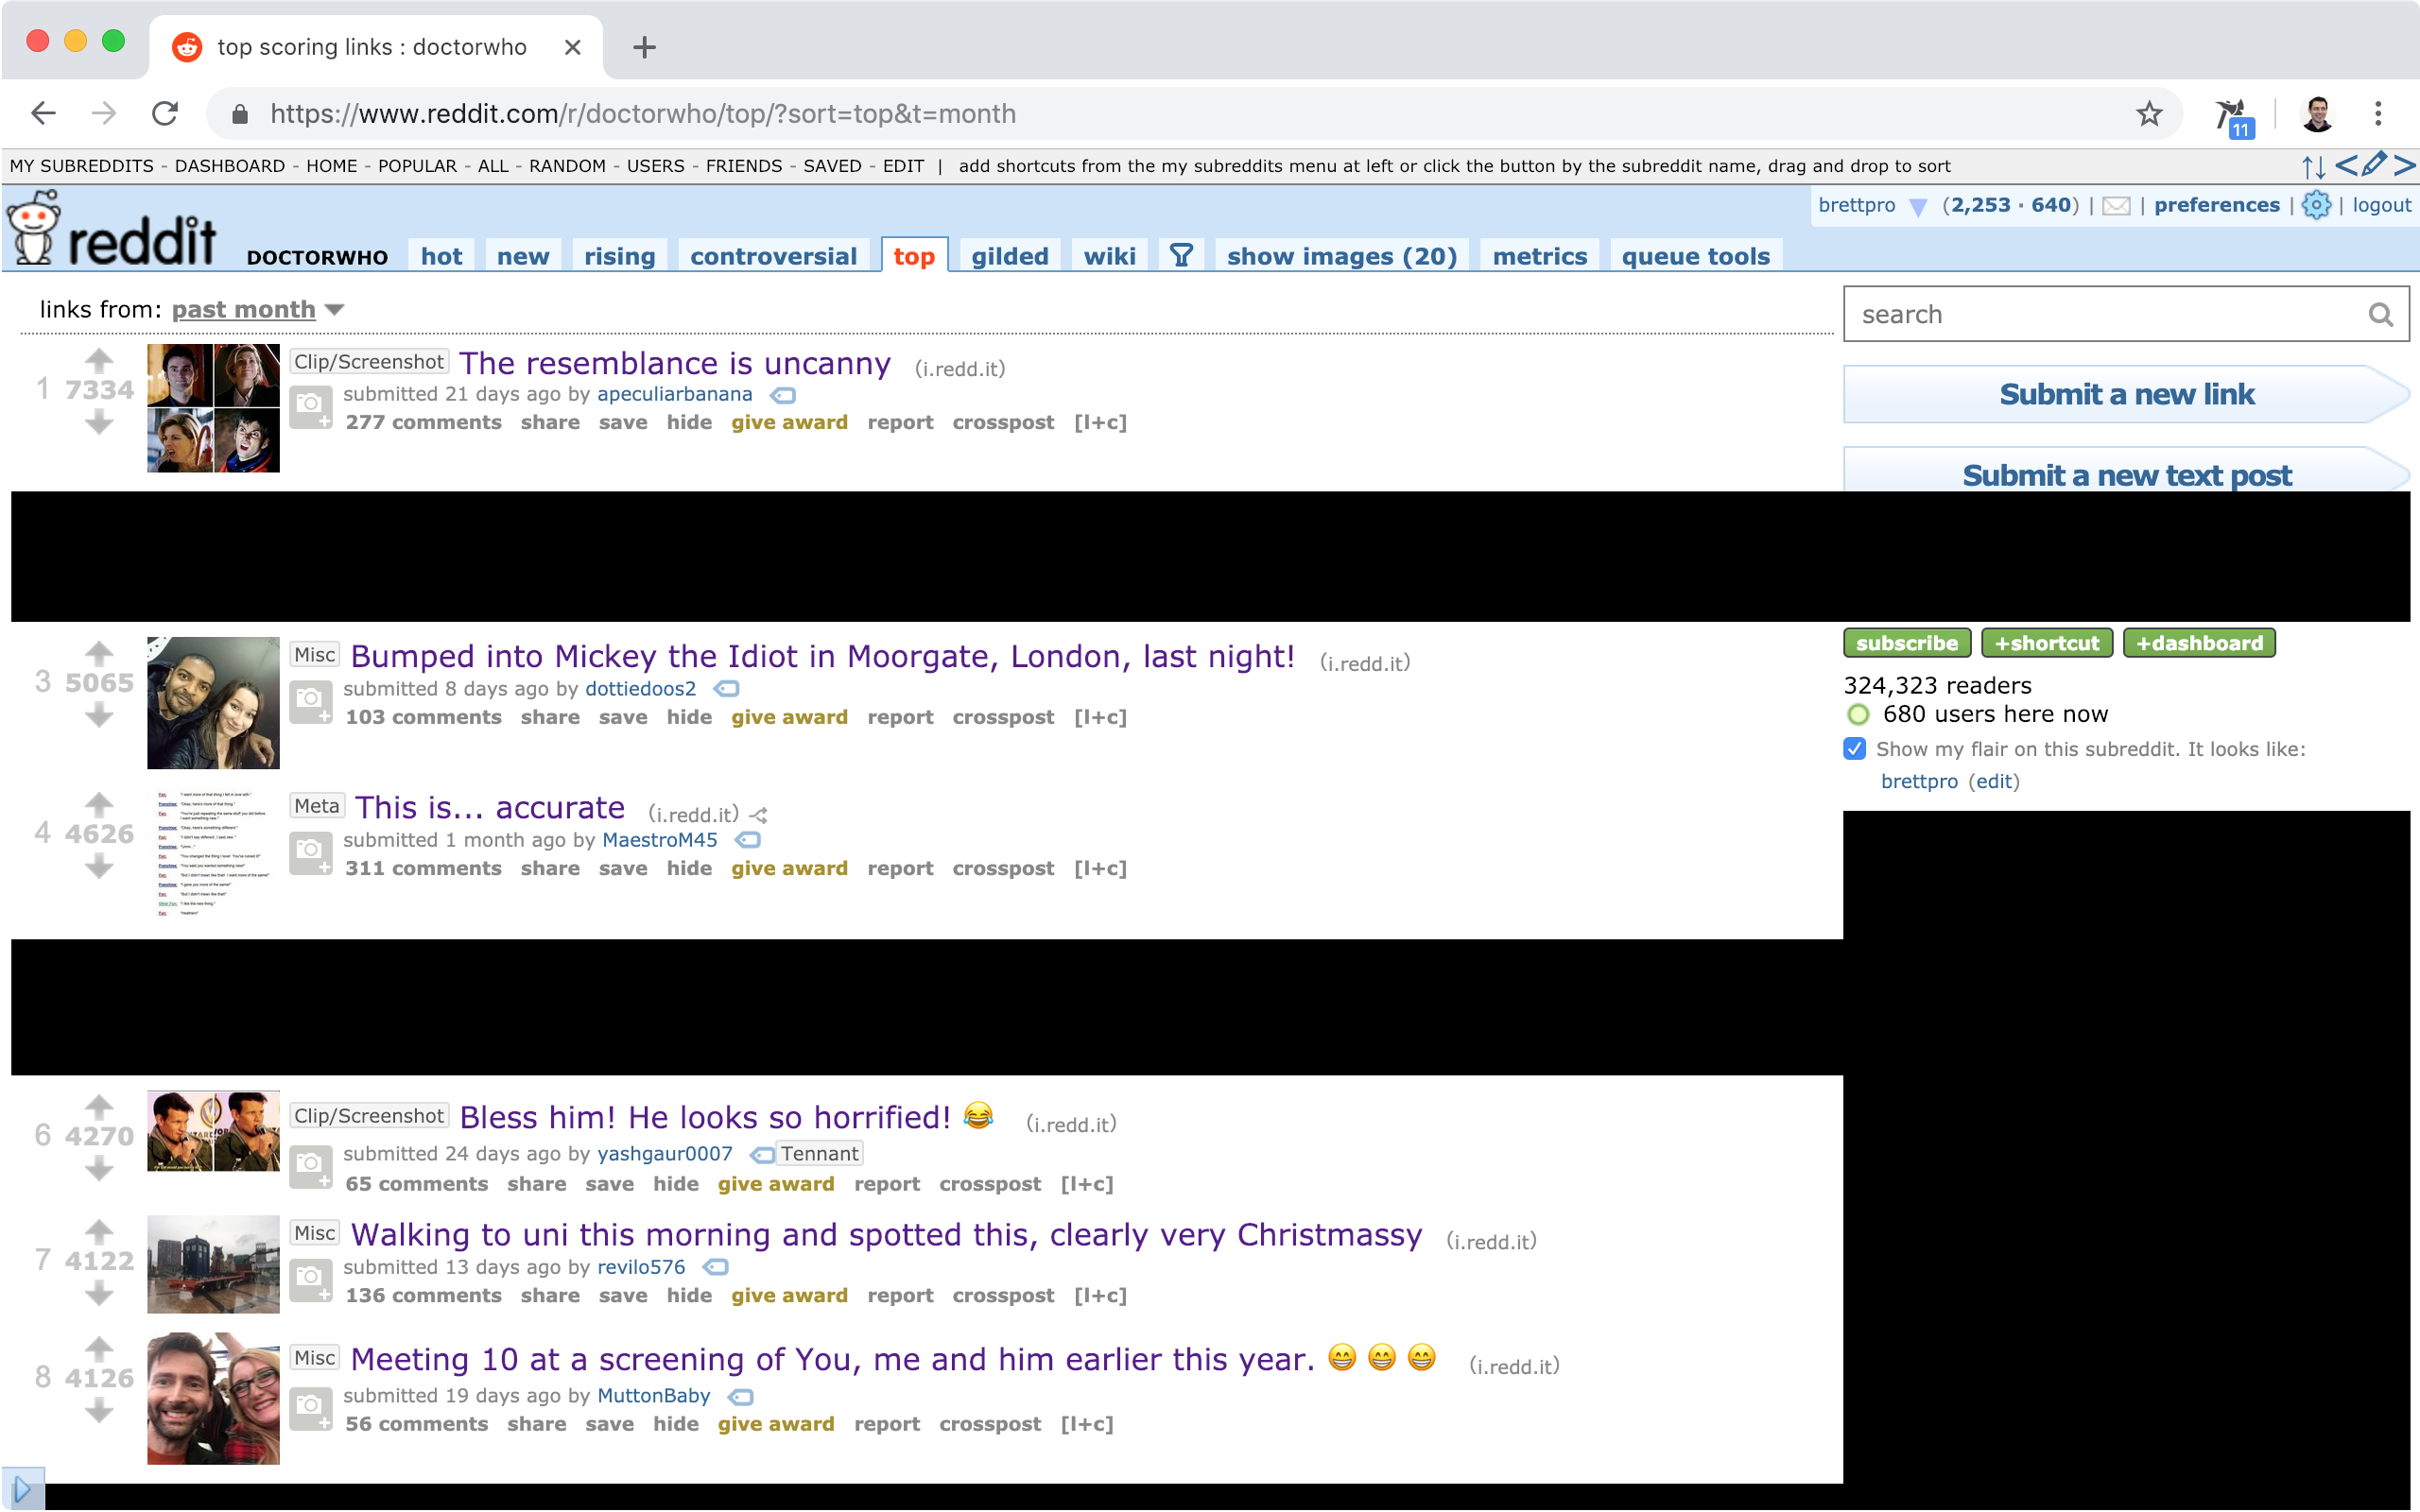 top scoring links : doctorwho
https://www.reddit.com/r/doctorwho/top/?sort=top&t=month
11
MY SUBREDDITS - DASHBOARD - HOME - POPULAR - ALL - RANDOM - USERS - FRIENDS - SAVED - EDIT | add shortcuts from the my subreddits menu at left or click the button by the subreddit name, drag and drop to sort
brettpro (2,253 · 640) | | preferences | | logout
reddit DOCTORWHO hot new rising controversial top gilded wiki show images (20) metrics queue tools
links from: past month
search
1 7334 Clip/Screenshot The resemblance is uncanny (i.redd.it)
submitted 21 days ago by apeculiarbanana
277 comments share save hide give award report crosspost [l+c]
Submit a new link
Submit a new text post
3 5065 Misc Bumped into Mickey the Idiot in Moorgate, London, last night! (i.redd.it)
submitted 8 days ago by dottiedoos2
103 comments share save hide give award report crosspost [l+c]
subscribe +shortcut +dashboard
324,323 readers
680 users here now
Show my flair on this subreddit. It looks like:
brettpro (edit)
4 4626 Meta This is... accurate (i.redd.it)
submitted 1 month ago by MaestroM45
311 comments share save hide give award report crosspost [l+c]
6 4270 Clip/Screenshot Bless him! He looks so horrified! 😂 (i.redd.it)
submitted 24 days ago by yashgaur0007 Tennant
65 comments share save hide give award report crosspost [l+c]
7 4122 Misc Walking to uni this morning and spotted this, clearly very Christmassy (i.redd.it)
submitted 13 days ago by revilo576
136 comments share save hide give award report crosspost [l+c]
8 4126 Misc Meeting 10 at a screening of You, me and him earlier this year. 😁 😁 😁 (i.redd.it)
submitted 19 days ago by MuttonBaby
56 comments share save hide give award report crosspost [l+c]